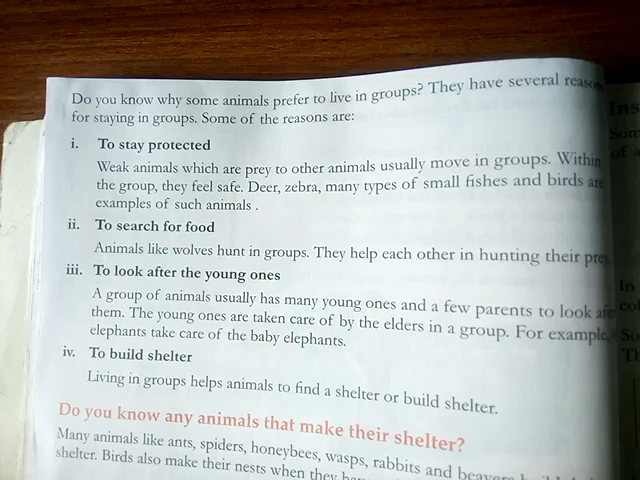 Do you know why some animals prefer to live in groups? They have several
for staying in groups. Some of the reasons are:
i. To stay protected
Weak animals which are prey to other animals usually move in groups. Within
the group, they feel safe. Deer, zebra, many types of small fishes and birds are
examples of such animals .
ii. To search for food
Animals like wolves hunt in groups. They help each other in hunting their
iii. To look after the young ones
A group of animals usually has many young ones and a few parents to look
them. The young ones are taken care of by the elders in a group. For example,
elephants take care of the baby elephants.
iv. To build shelter
Living in groups helps animals to find a shelter or build shelter.
Do you know any animals that make their shelter?
Many animals like ants, spiders, honeybees, wasps, rabbits and
shelter. Birds also make their nests when they
In